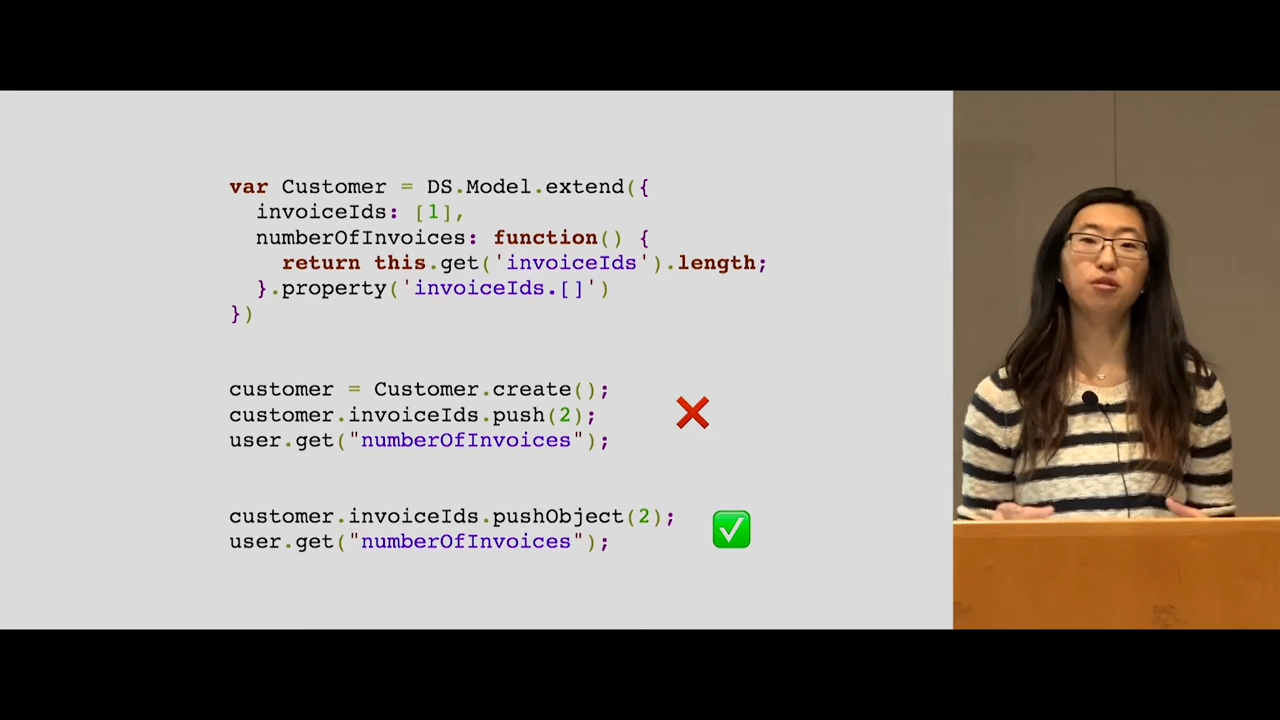 var Customer = DS.Model.extend({
  invoiceIds: [1],
  numberOfInvoices: function() {
    return this.get('invoiceIds').length;
  }.property('invoiceIds.[]')
})
customer = Customer.create();
customer.invoiceIds.push(2);
user.get("numberOfInvoices");
customer.invoiceIds.pushObject(2);
user.get("numberOfInvoices");